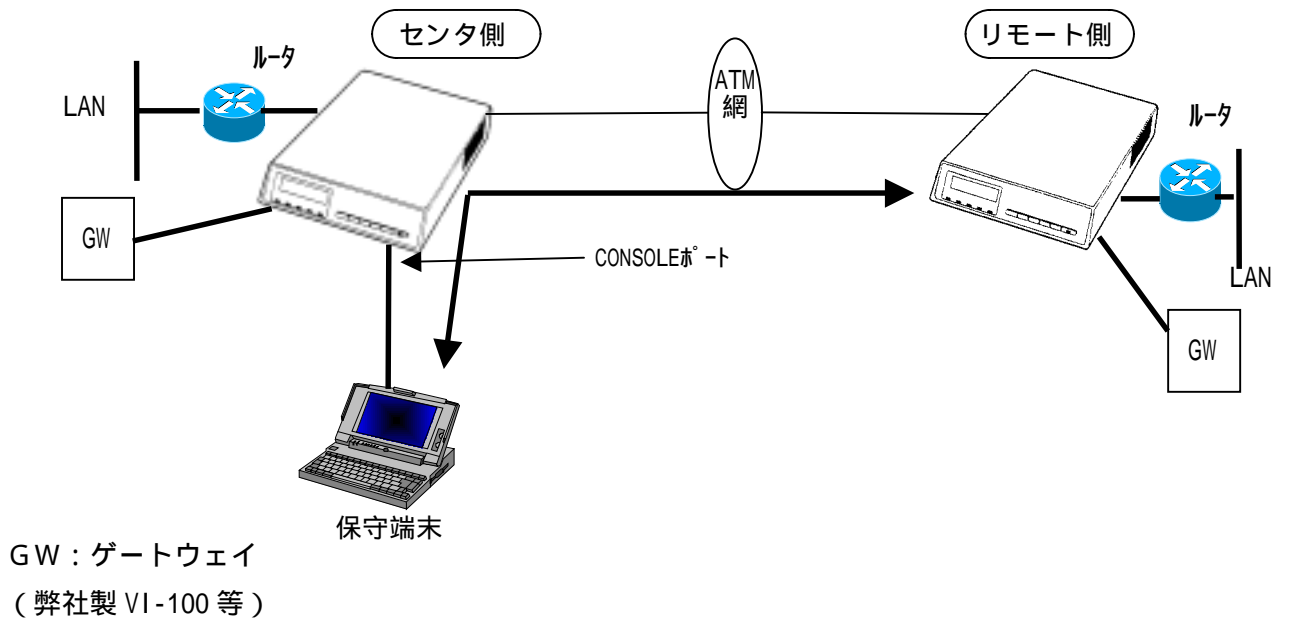 センタ側
リモート側
ルータ
ATM
網
LAN
ルータ
GW
CONSOLEポート
LAN
GW
保守端末
GW：ゲートウェイ
（弊社製 VI-100 等）